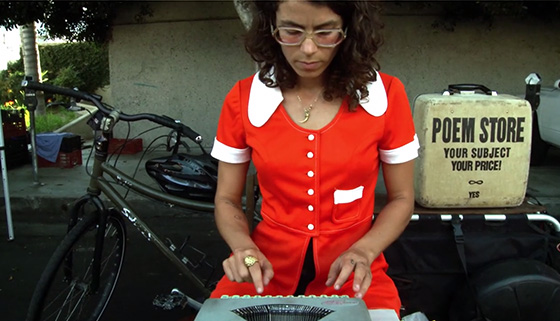 POEM STORE
YOUR SUBJECT
YOUR PRICE!
∞
YES